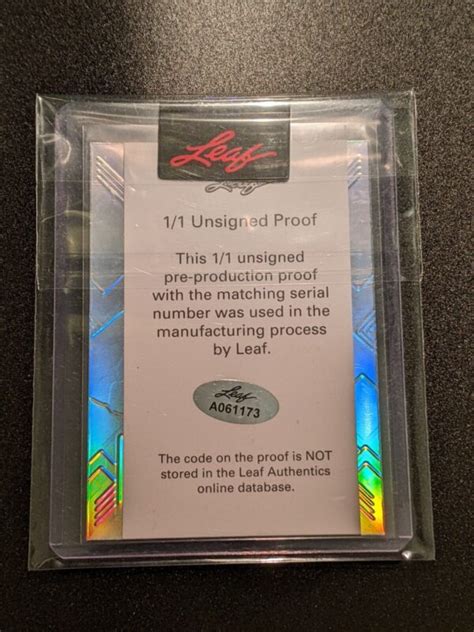 Leaf
Leaf
1/1 Unsigned Proof
This 1/1 unsigned
pre-production proof
with the matching serial
number was used in the
manufacturing process
by Leaf.
Leaf
A061173
The code on the proof is NOT
stored in the Leaf Authentics
online database.